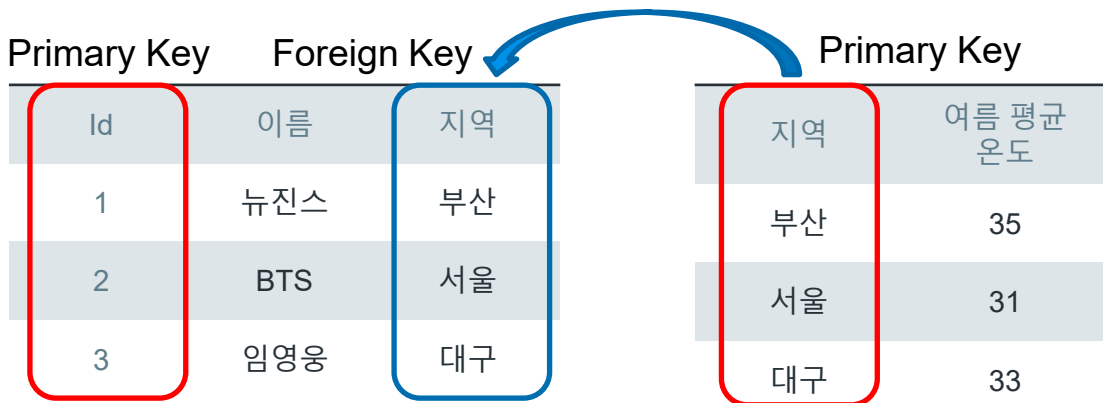 Primary Key Foreign Key Primary Key
Id 이름 지역
1 뉴진스 부산
2 BTS 서울
3 임영웅 대구
지역 여름 평균
온도
부산 35
서울 31
대구 33